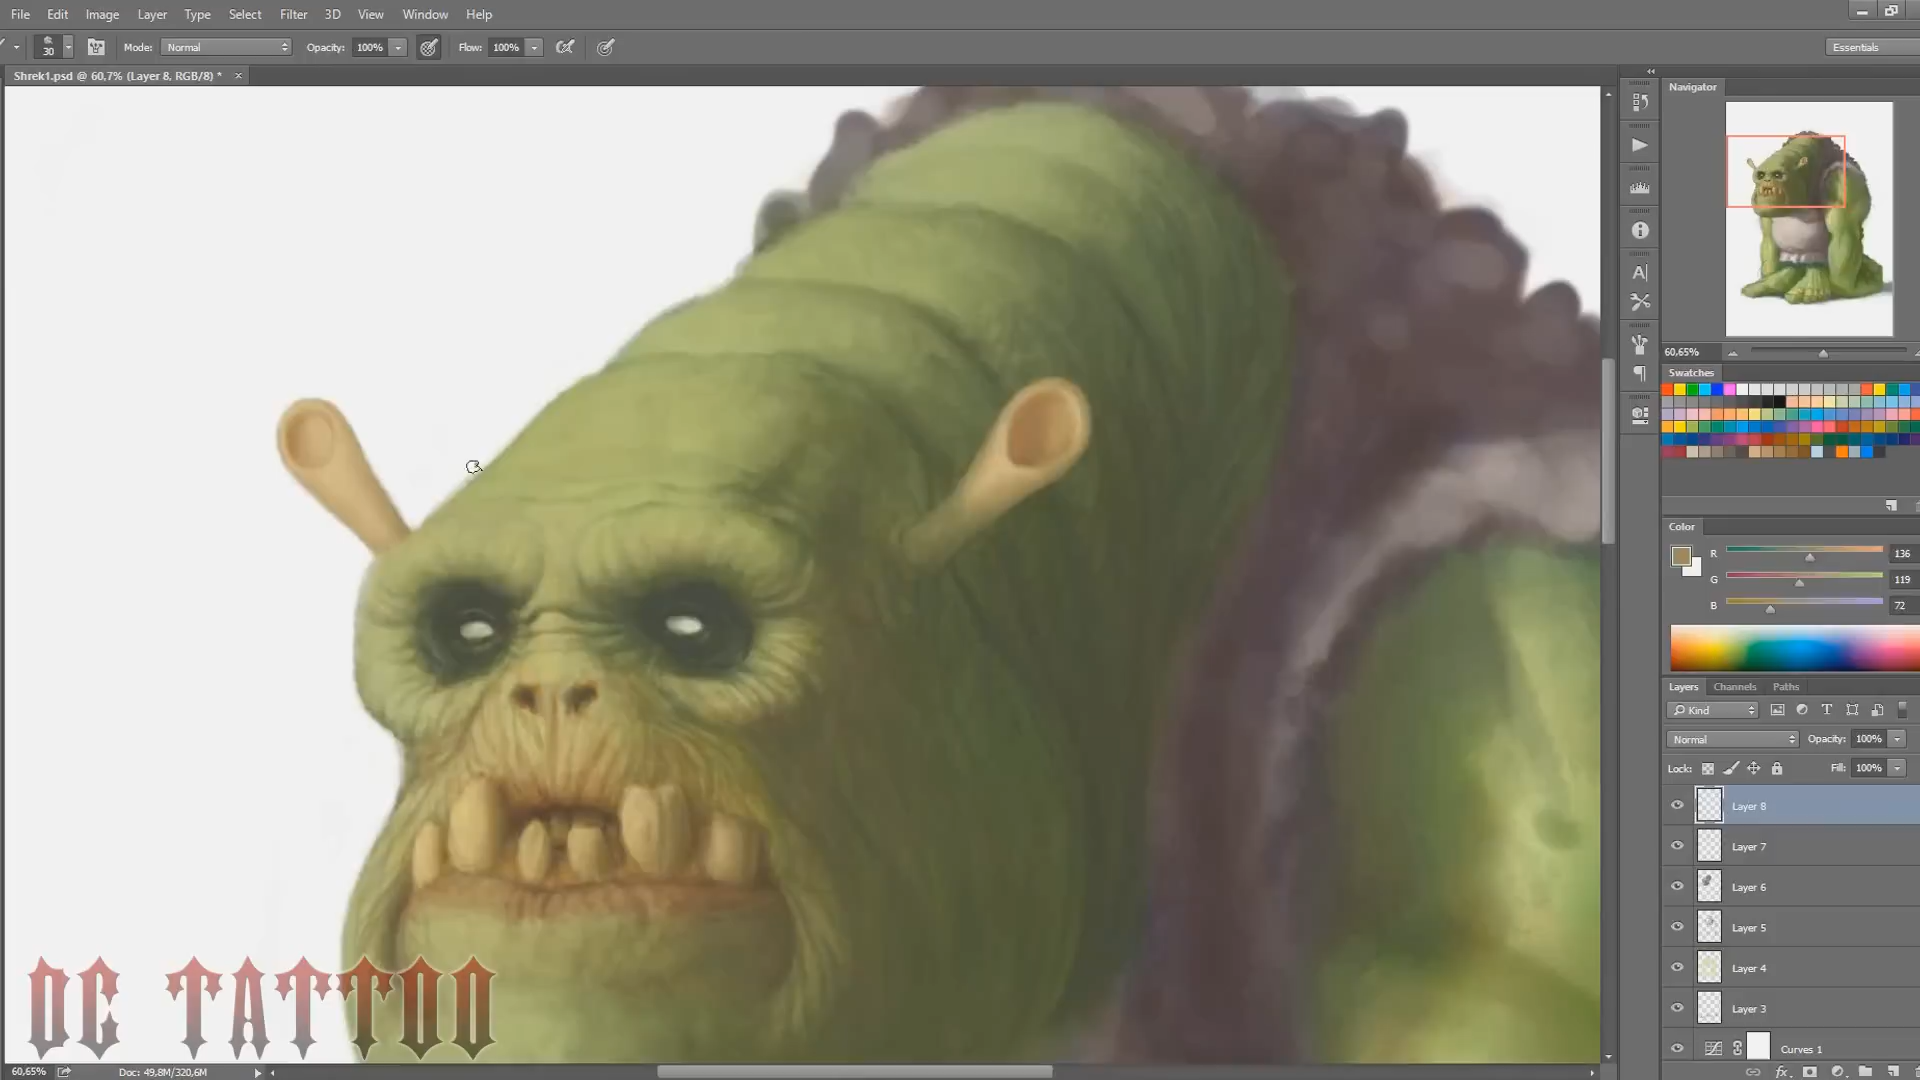 File Edit Image Layer Type Select Filter 3D View Window Help
30 Mode: Normal Opacity: 100% Flow: 100% Essentials
Shrek1.psd @ 60,7% (Layer 8, RGB/8) * ×
Navigator
60,65%
Swatches
Color
R 136
G 119
B 72
Layers Channels Paths
Kind
Normal Opacity: 100%
Lock: Fill: 100%
Layer 8
Layer 7
Layer 6
Layer 5
Layer 4
Layer 3
Curves 1
DC TATTOO
60,65% Doc: 49,8M/320,6M